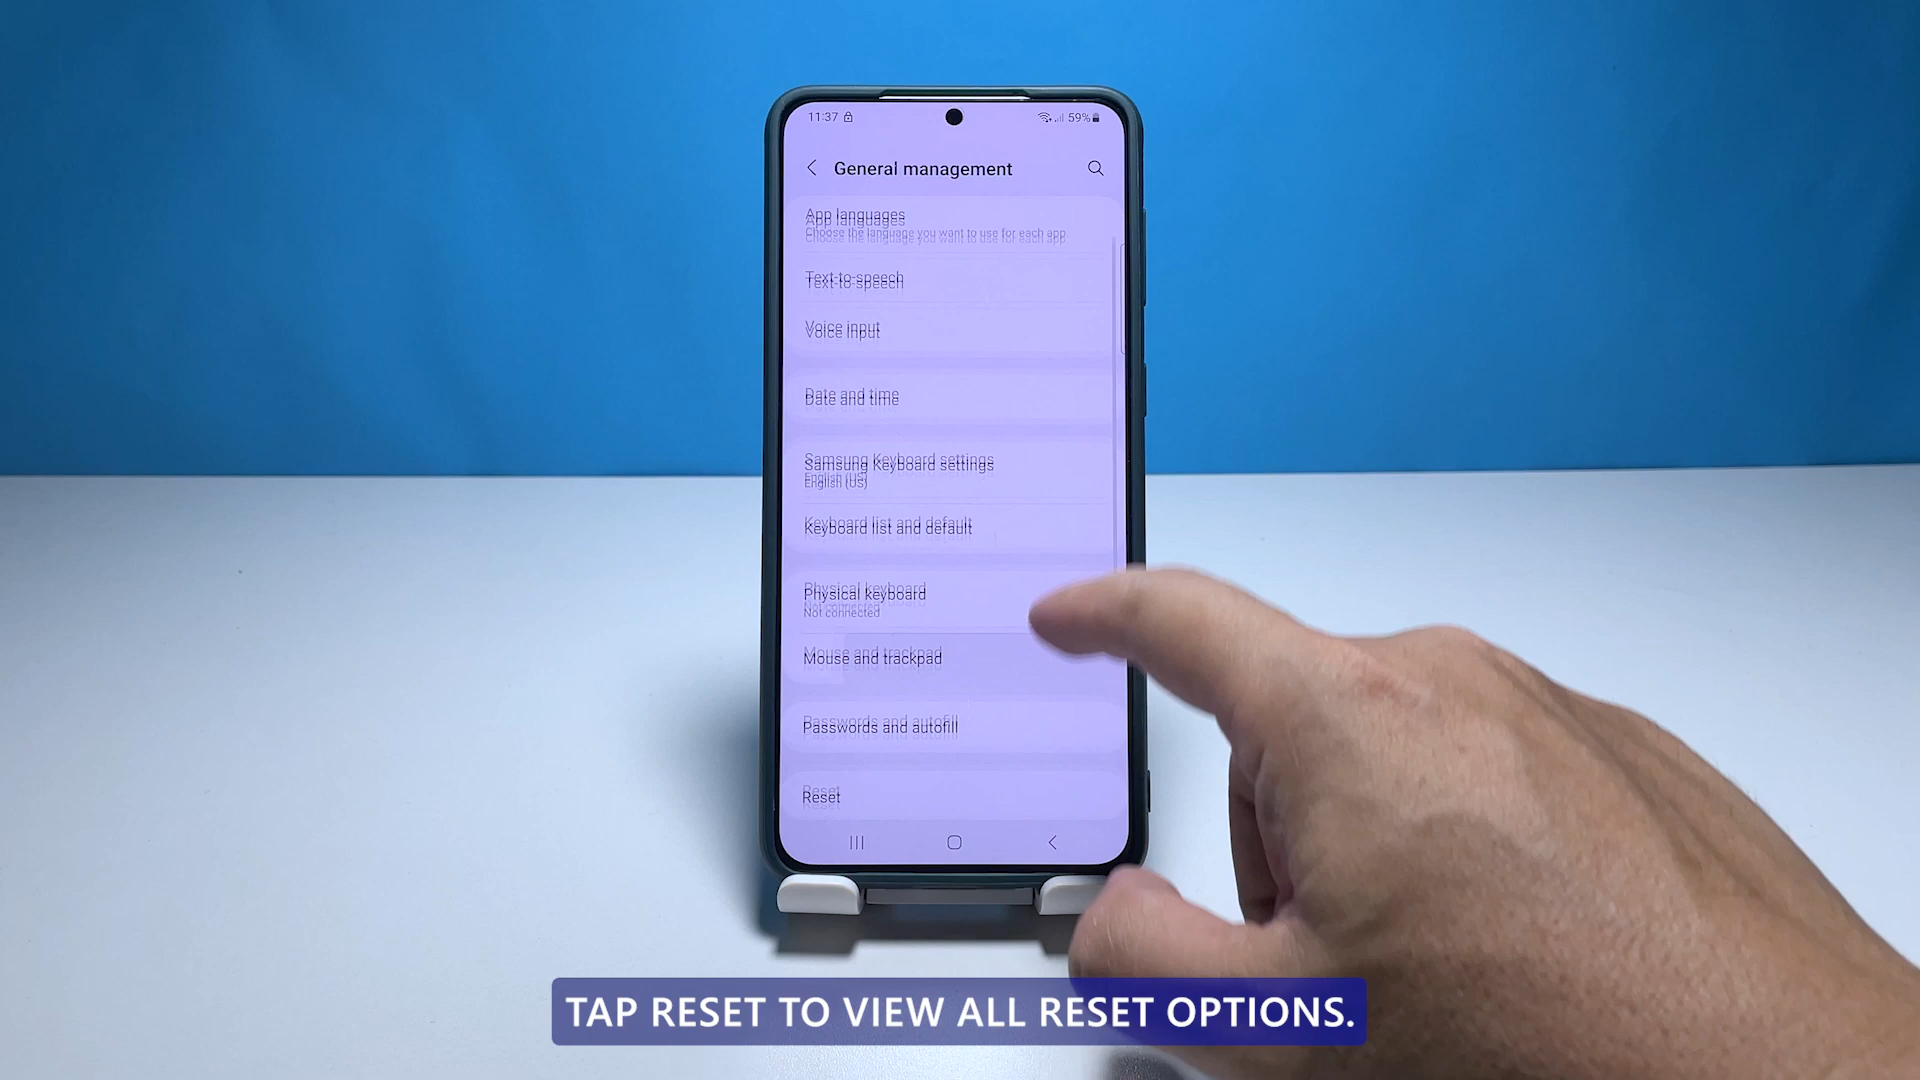 11:37
59%
General management
App languages
Choose the language you want to use for each app
Text-to-speech
Voice input
Date and time
Samsung Keyboard settings
English (US)
Keyboard list and default
Physical keyboard
Not connected
Mouse and trackpad
Passwords and autofill
Reset
TAP RESET TO VIEW ALL RESET OPTIONS.